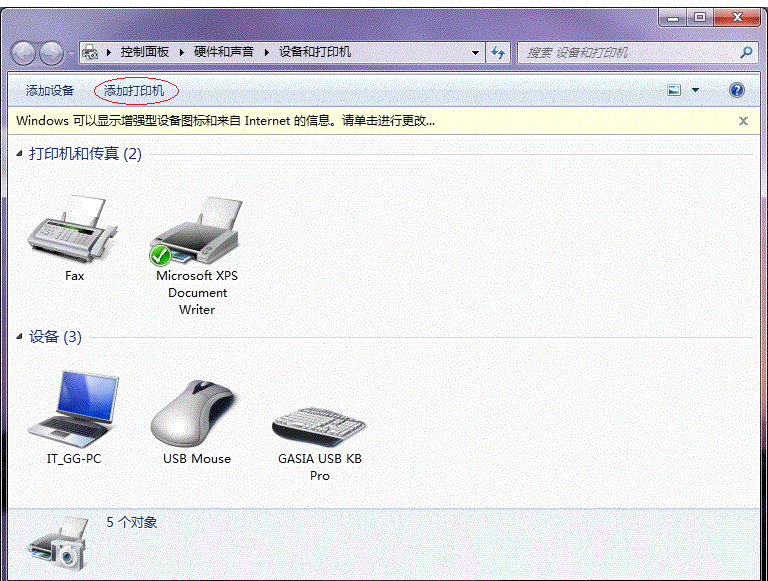 控制面板 硬件和声音 设备和打印机
搜索 设备和打印机
添加设备 添加打印机
Windows 可以显示增强型设备图标和来自 Internet 的信息。请单击进行更改...
打印机和传真 (2)
Fax
Microsoft XPS
Document
Writer
设备 (3)
IT_GG-PC
USB Mouse
GASIA USB KB
Pro
5 个对象